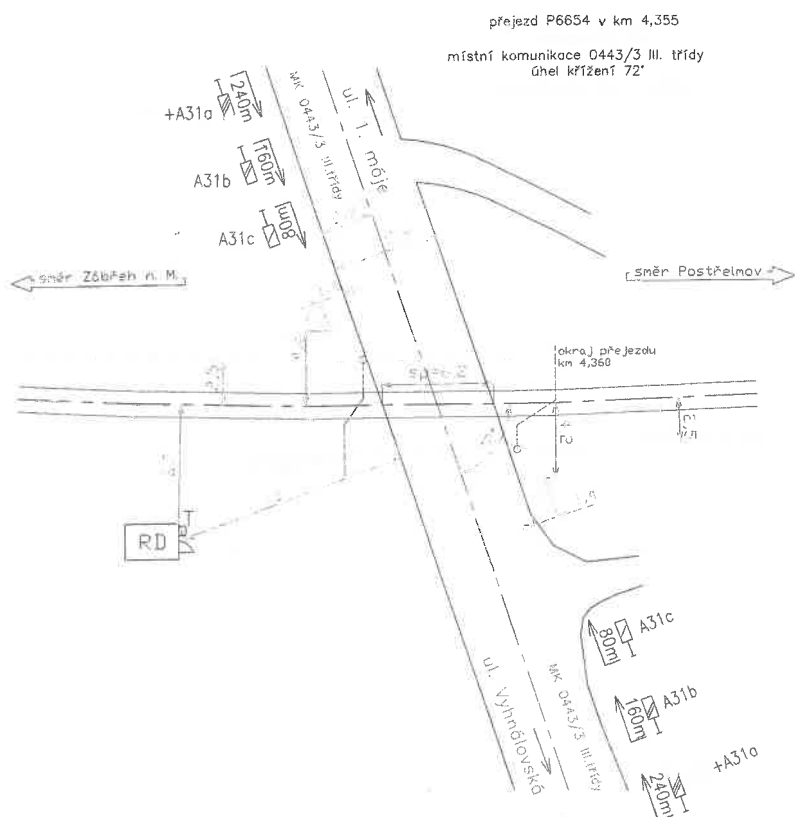 přejezd P6654 v km 4,355
místní komunikace 0443/3 III. třídy
úhel křížení 72°
+A31a
240m
A31b
160m
A31c
80m
MK 0443/3 III.třídy
ul. 1. máje
směr Zábřeh n. M.
směr Postřelmov
okraj přejezdu
km 4,360
RD
T
ul. Vyhnálovská
MK 0443/3 III.třídy
A31c
80m
A31b
160m
+A31a
240m